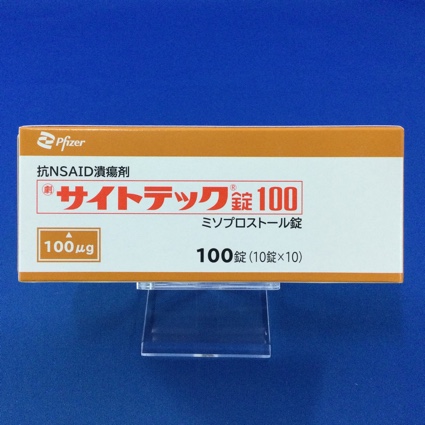 Pfizer
抗NSAID潰瘍剤
劇 サイトテック®錠100
ミソプロストール錠
100μg
100錠(10錠×10)